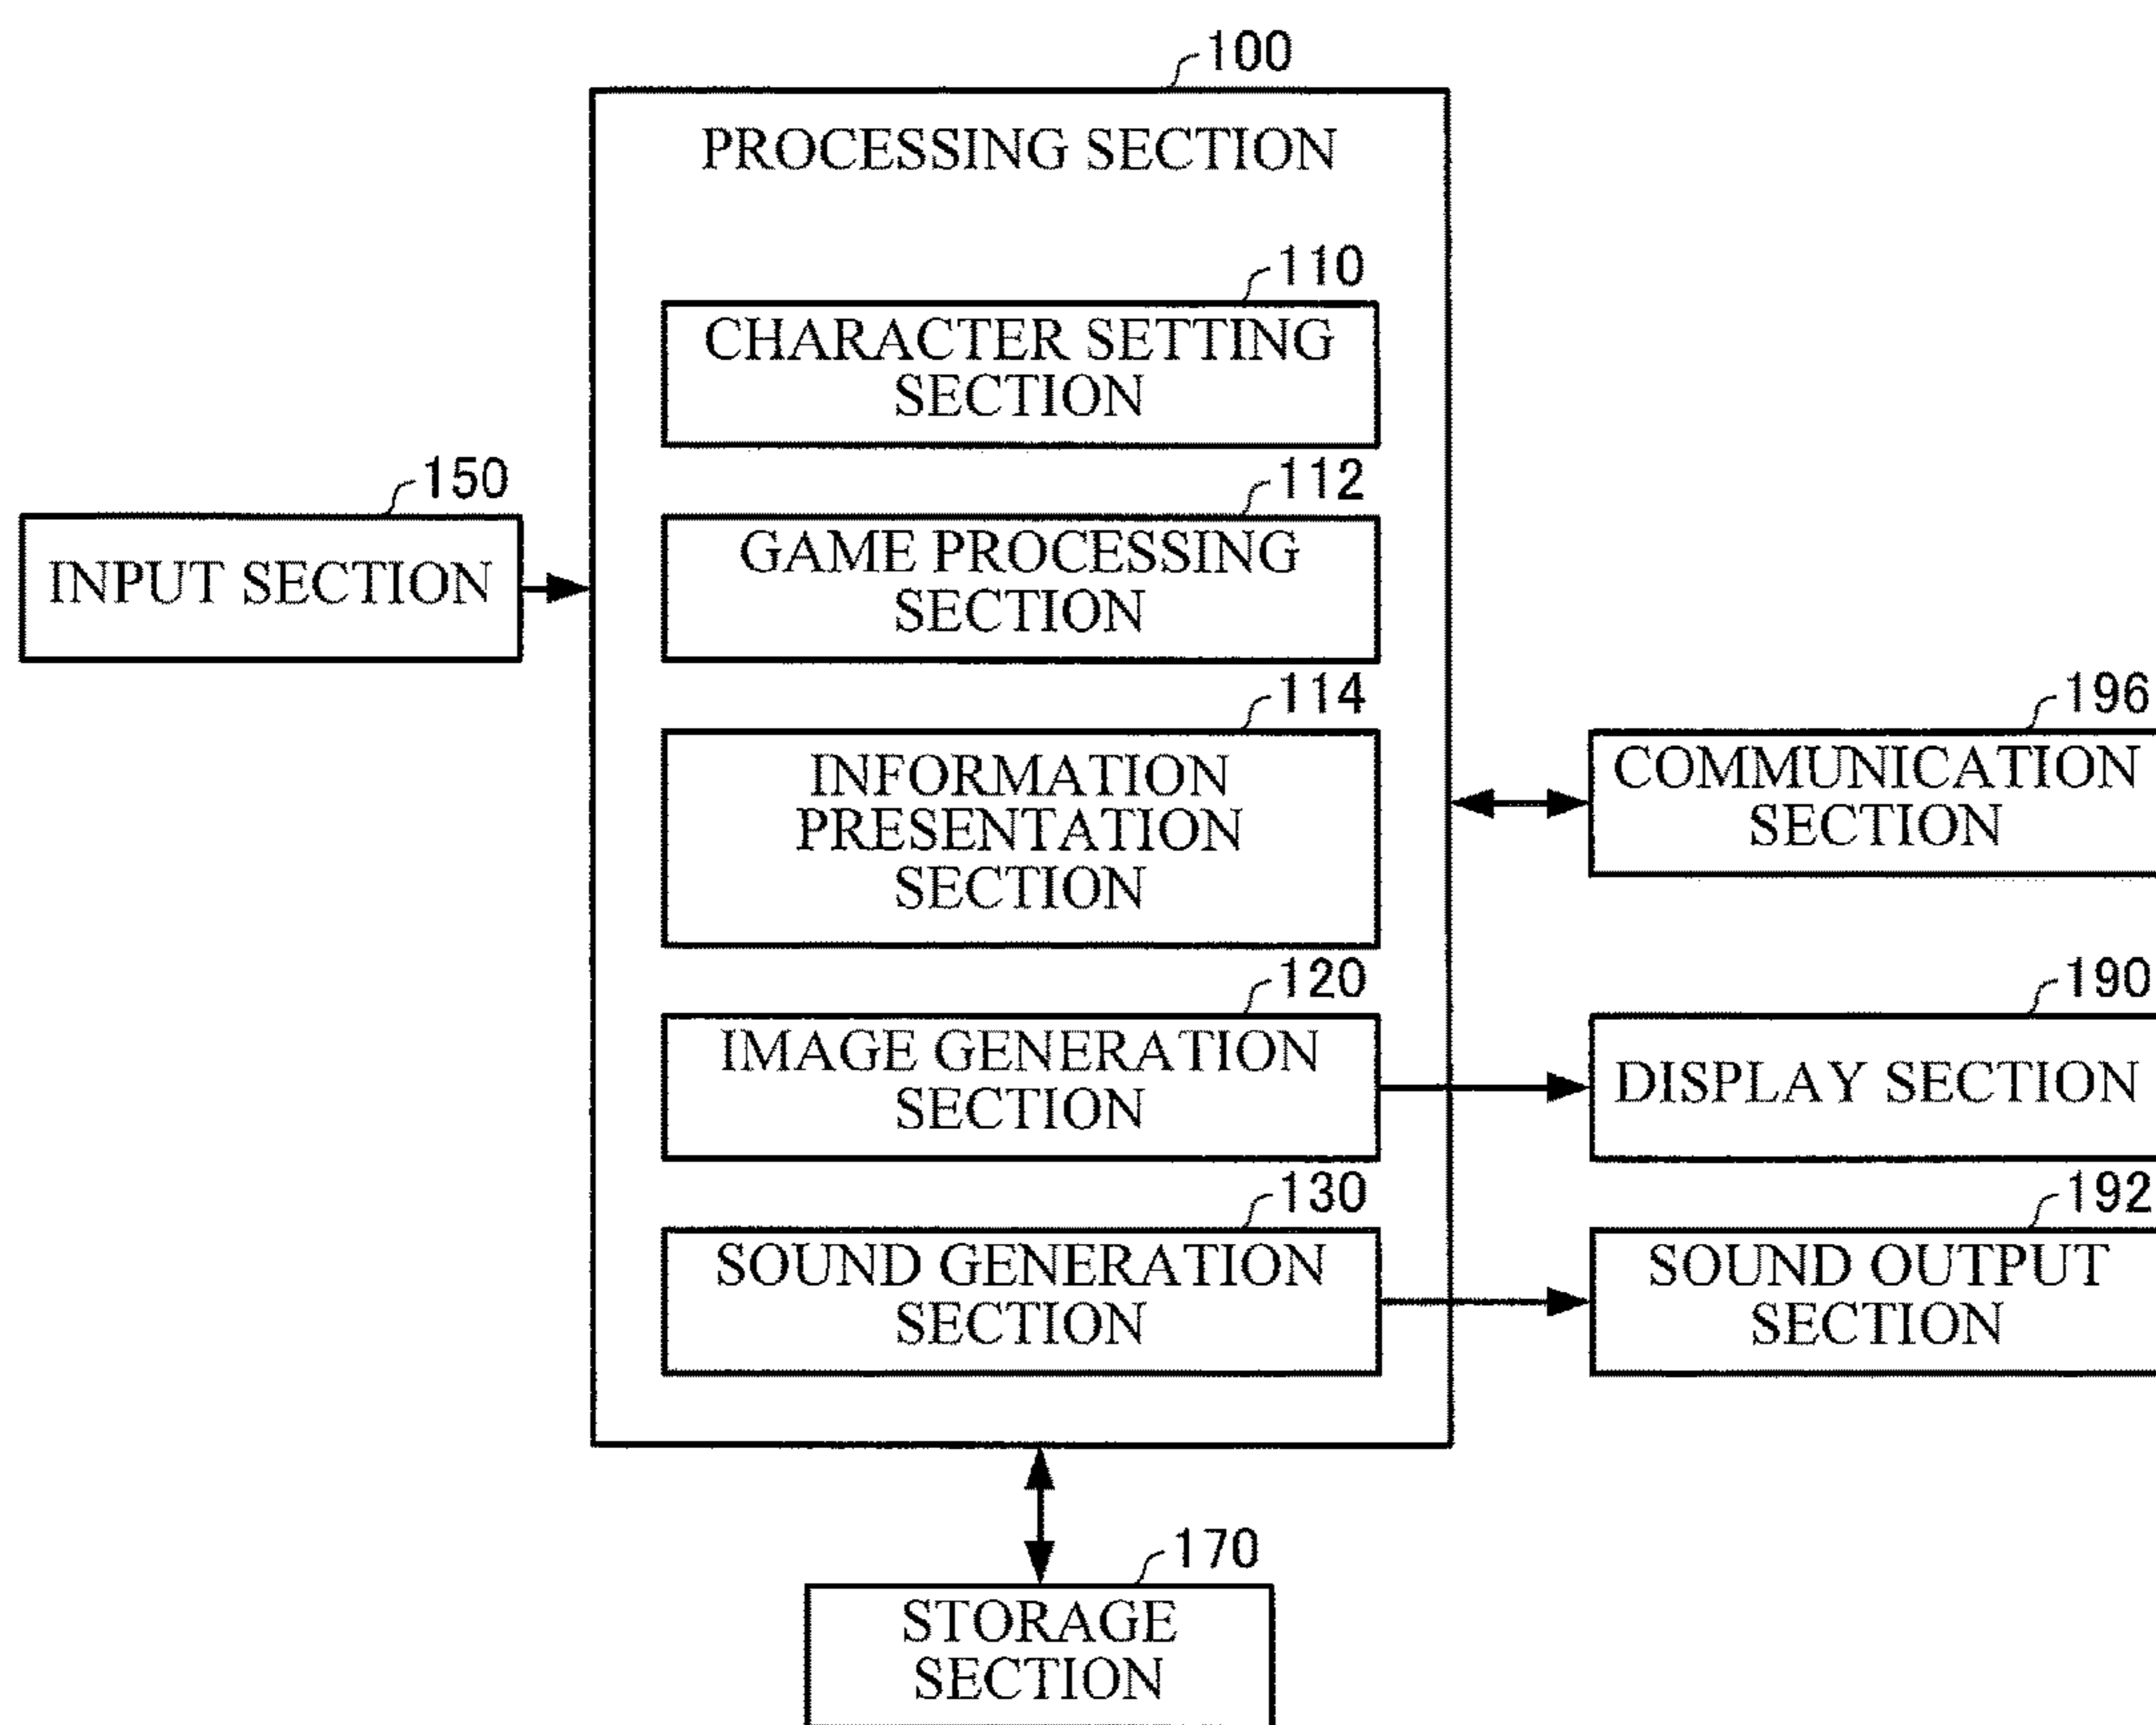 100
PROCESSING SECTION
110
CHARACTER SETTING
SECTION
150
INPUT SECTION
112
GAME PROCESSING
SECTION
114
INFORMATION
PRESENTATION
SECTION
196
COMMUNICATION
SECTION
120
IMAGE GENERATION
SECTION
190
DISPLAY SECTION
130
SOUND GENERATION
SECTION
192
SOUND OUTPUT
SECTION
170
STORAGE
SECTION